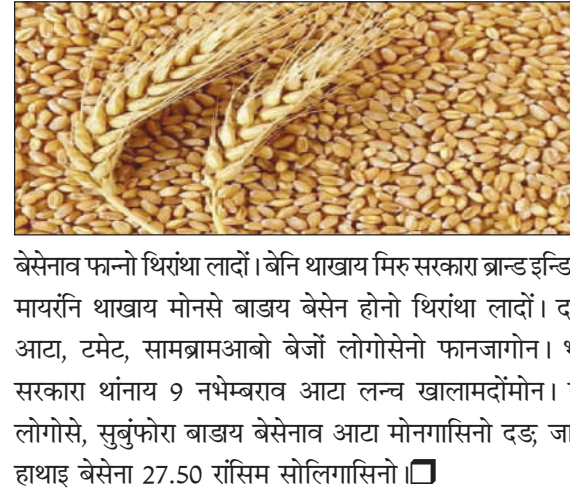 बेसेनाव फान्नो थिरांथा लादों। बेनि थाखाय मिरु सरकारा ब्रान्ड इन्डि
मायरंनि थाखाय मोनसे बाडाय बेसेन होनो थिरांथा लादों।
आटा, टमेट, सामब्रामआबो बेजों लोगोसेनो फानजागोन।
सरकारा थांनाय 9 नभेम्बराव आटा लन्च खालामदोंमोन।
लोगोसे, सुबुंफोरा बाडाय बेसेनाव आटा मोनगासिनो दङ; जा
हाथाइ बेसेना 27.50 रांसिम सोलिगासिनो।